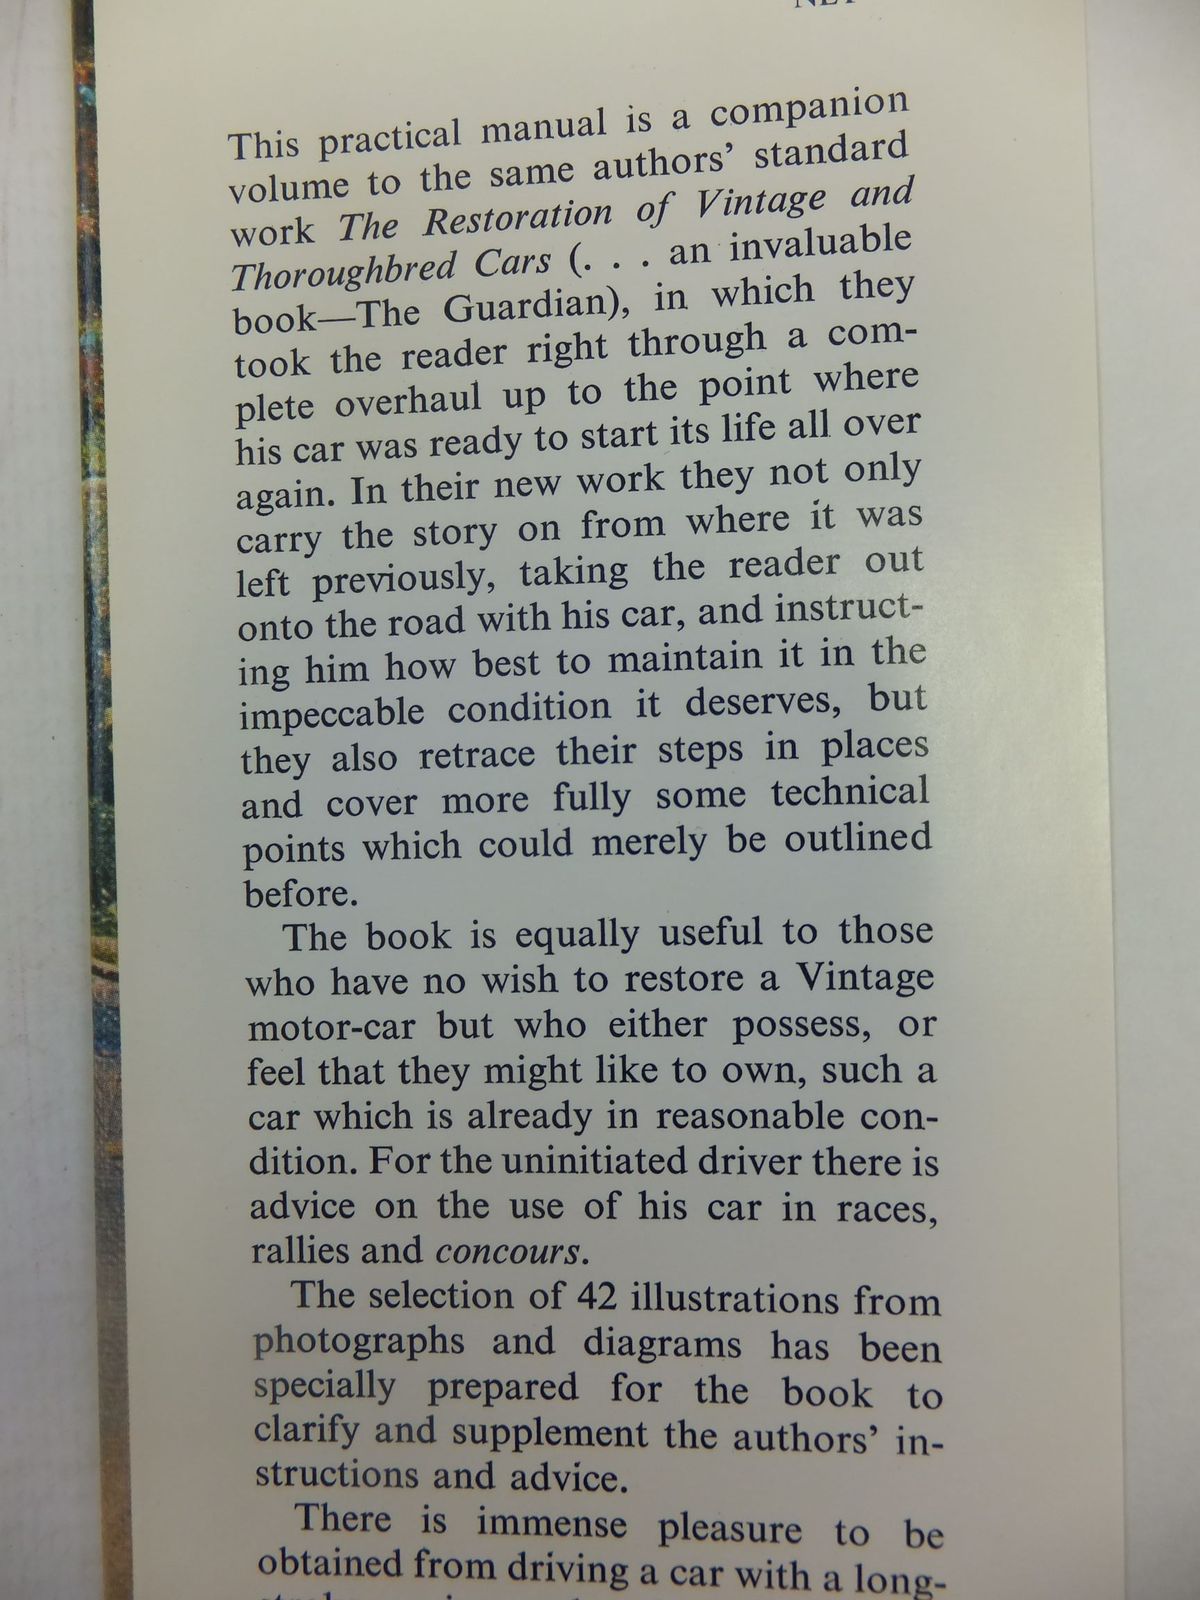 NET
This practical manual is a companion
volume to the same authors’ standard
work The Restoration of Vintage and
Thoroughbred Cars (. . . an invaluable
book—The Guardian), in which they
took the reader right through a com-
plete overhaul up to the point where
his car was ready to start its life all over
again. In their new work they not only
carry the story on from where it was
left previously, taking the reader out
onto the road with his car, and instruct-
ing him how best to maintain it in the
impeccable condition it deserves, but
they also retrace their steps in places
and cover more fully some technical
points which could merely be outlined
before.
The book is equally useful to those
who have no wish to restore a Vintage
motor-car but who either possess, or
feel that they might like to own, such a
car which is already in reasonable con-
dition. For the uninitiated driver there is
advice on the use of his car in races,
rallies and concours.
The selection of 42 illustrations from
photographs and diagrams has been
specially prepared for the book to
clarify and supplement the authors’ in-
structions and advice.
There is immense pleasure to be
obtained from driving a car with a long-